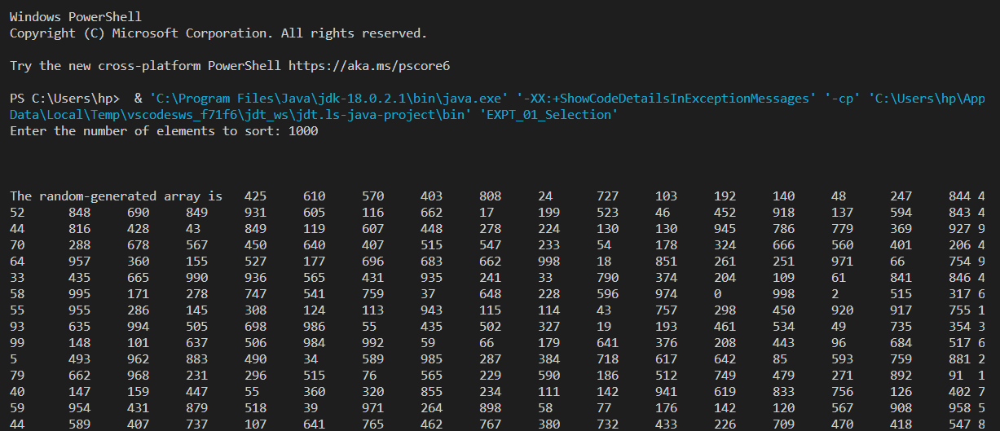 Windows PowerShell
Copyright (C) Microsoft Corporation. All rights reserved.
Try the new cross-platform PowerShell https://aka.ms/pscore6
PS C:\Users\hp>  & 'C:\Program Files\Java\jdk-18.0.2.1\bin\java.exe' '-XX:+ShowCodeDetailsInExceptionMessages' '-cp' 'C:\Users\hp\App
Data\Local\Temp\vscodesws_f71f6\jdt_ws\jdt.ls-java-project\bin' 'EXPT_01_Selection'
Enter the number of elements to sort: 1000
The random-generated array is 425 610 570 403 808 24 727 103 192 140 48 247 844 4
52 848 690 849 931 605 116 662 17 199 523 46 452 918 137 594 843 4
44 816 428 43 849 119 607 448 278 224 130 130 945 786 779 369 927 9
70 288 678 567 450 640 407 515 547 233 54 178 324 666 560 401 206 4
64 957 360 155 527 177 696 683 662 998 18 851 261 251 971 66 754 9
33 435 665 990 936 565 431 935 241 33 790 374 204 109 61 841 846 4
58 995 171 278 747 541 759 37 648 228 596 974 0 998 2 515 317 6
55 955 286 145 308 124 113 943 115 114 43 757 298 450 920 917 755 1
93 635 994 505 698 986 55 435 502 327 19 193 461 534 49 735 354 3
99 148 101 637 506 984 992 59 66 179 641 376 208 443 96 684 517 6
5 493 962 883 490 34 589 985 287 384 718 617 642 85 593 759 881 2
79 662 968 231 296 515 76 565 229 590 186 512 749 479 271 892 91 1
40 147 159 447 55 360 320 855 234 111 142 941 619 833 756 126 402 7
59 954 431 879 518 39 971 264 898 58 77 176 142 120 567 908 958 5
44 589 407 737 107 641 765 462 767 380 732 433 226 709 470 418 547 8